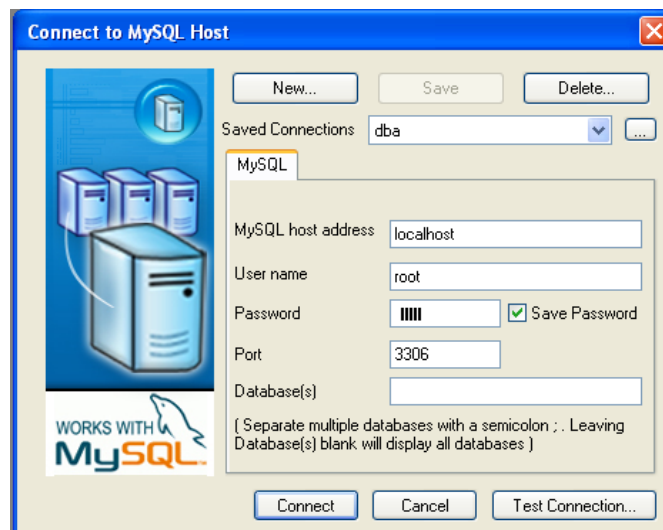 Connect to MySQL Host
New... Save Delete...
Saved Connections dba ...
MySQL
MySQL host address localhost
User name root
Password Save Password
Port 3306
Database(s)
( Separate multiple databases with a semicolon ; . Leaving
Database(s) blank will display all databases )
WORKS WITH
MySQL
Connect Cancel Test Connection...